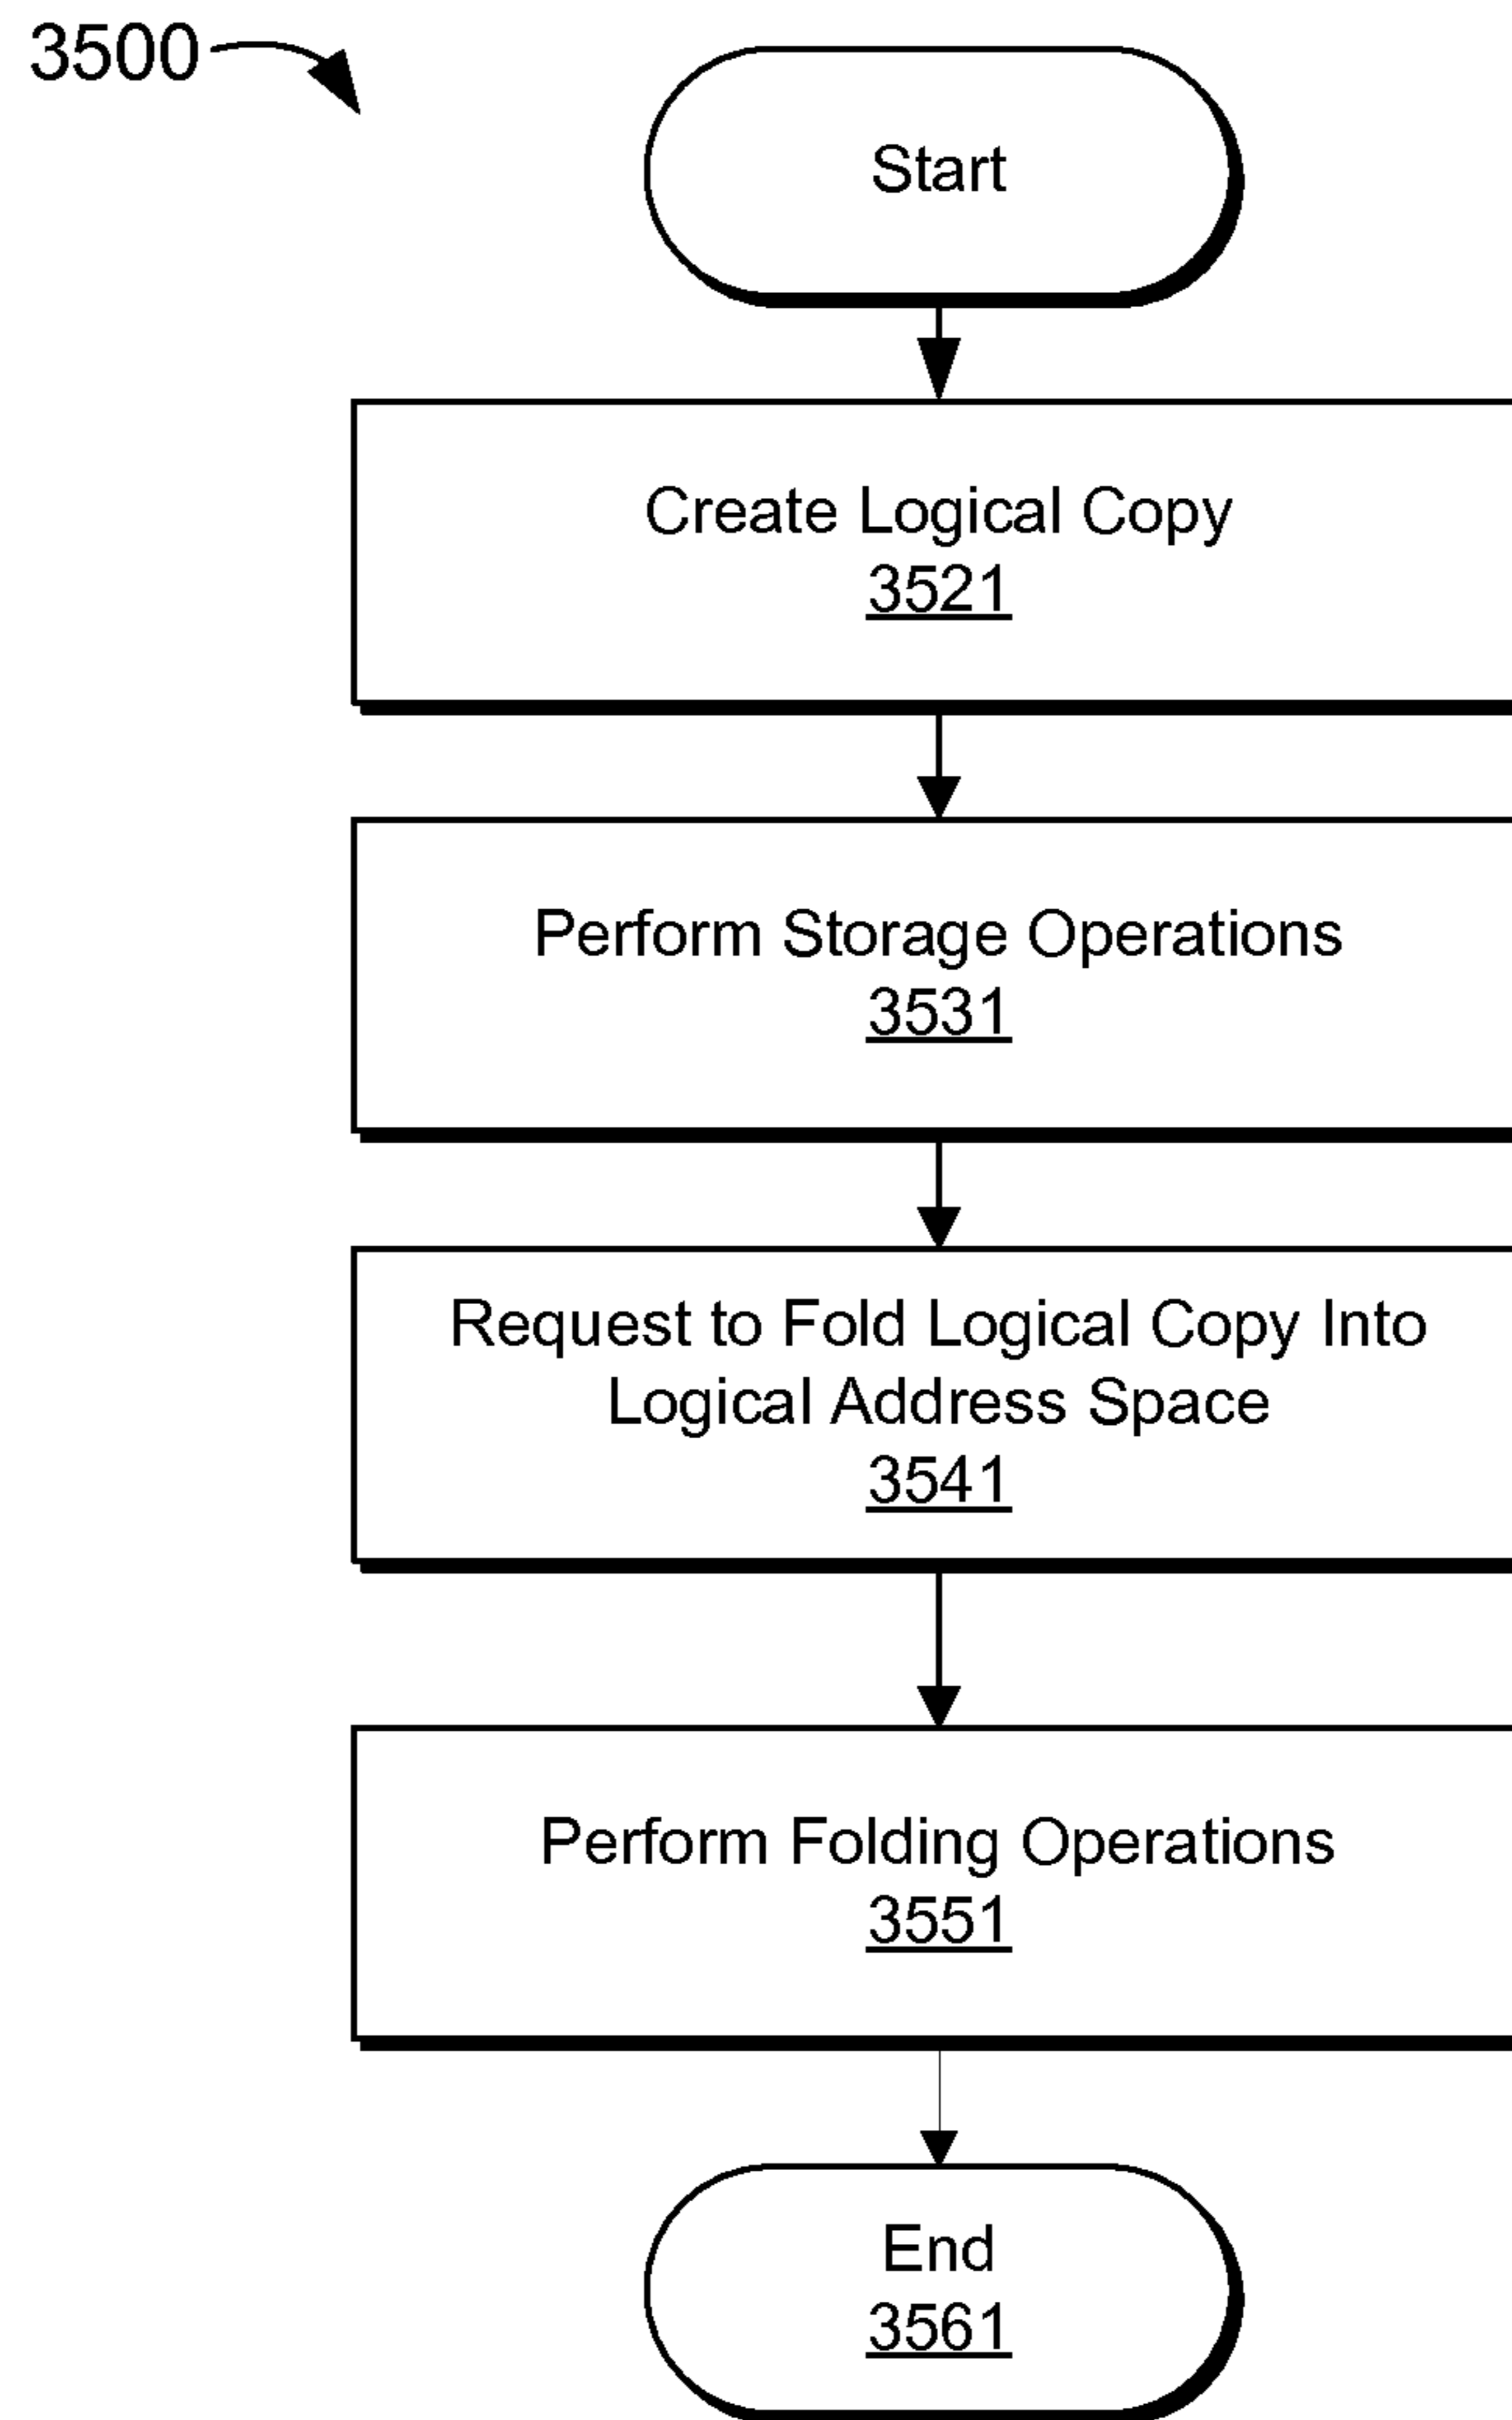 3500
Start
Create Logical Copy
3521
Perform Storage Operations
3531
Request to Fold Logical Copy Into
Logical Address Space
3541
Perform Folding Operations
3551
End
3561